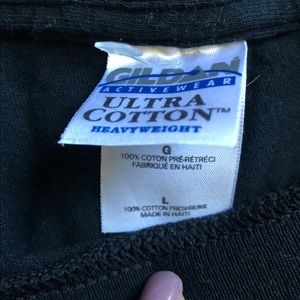 GILDAN
ACTIVEWEAR
ULTRA
COTTON™
HEAVYWEIGHT
G
100% COTON PRÉ-RÉTRÉCI
FABRIQUÉ EN HAITI
L
100% COTTON PRESHRUNK
MADE IN HAITI